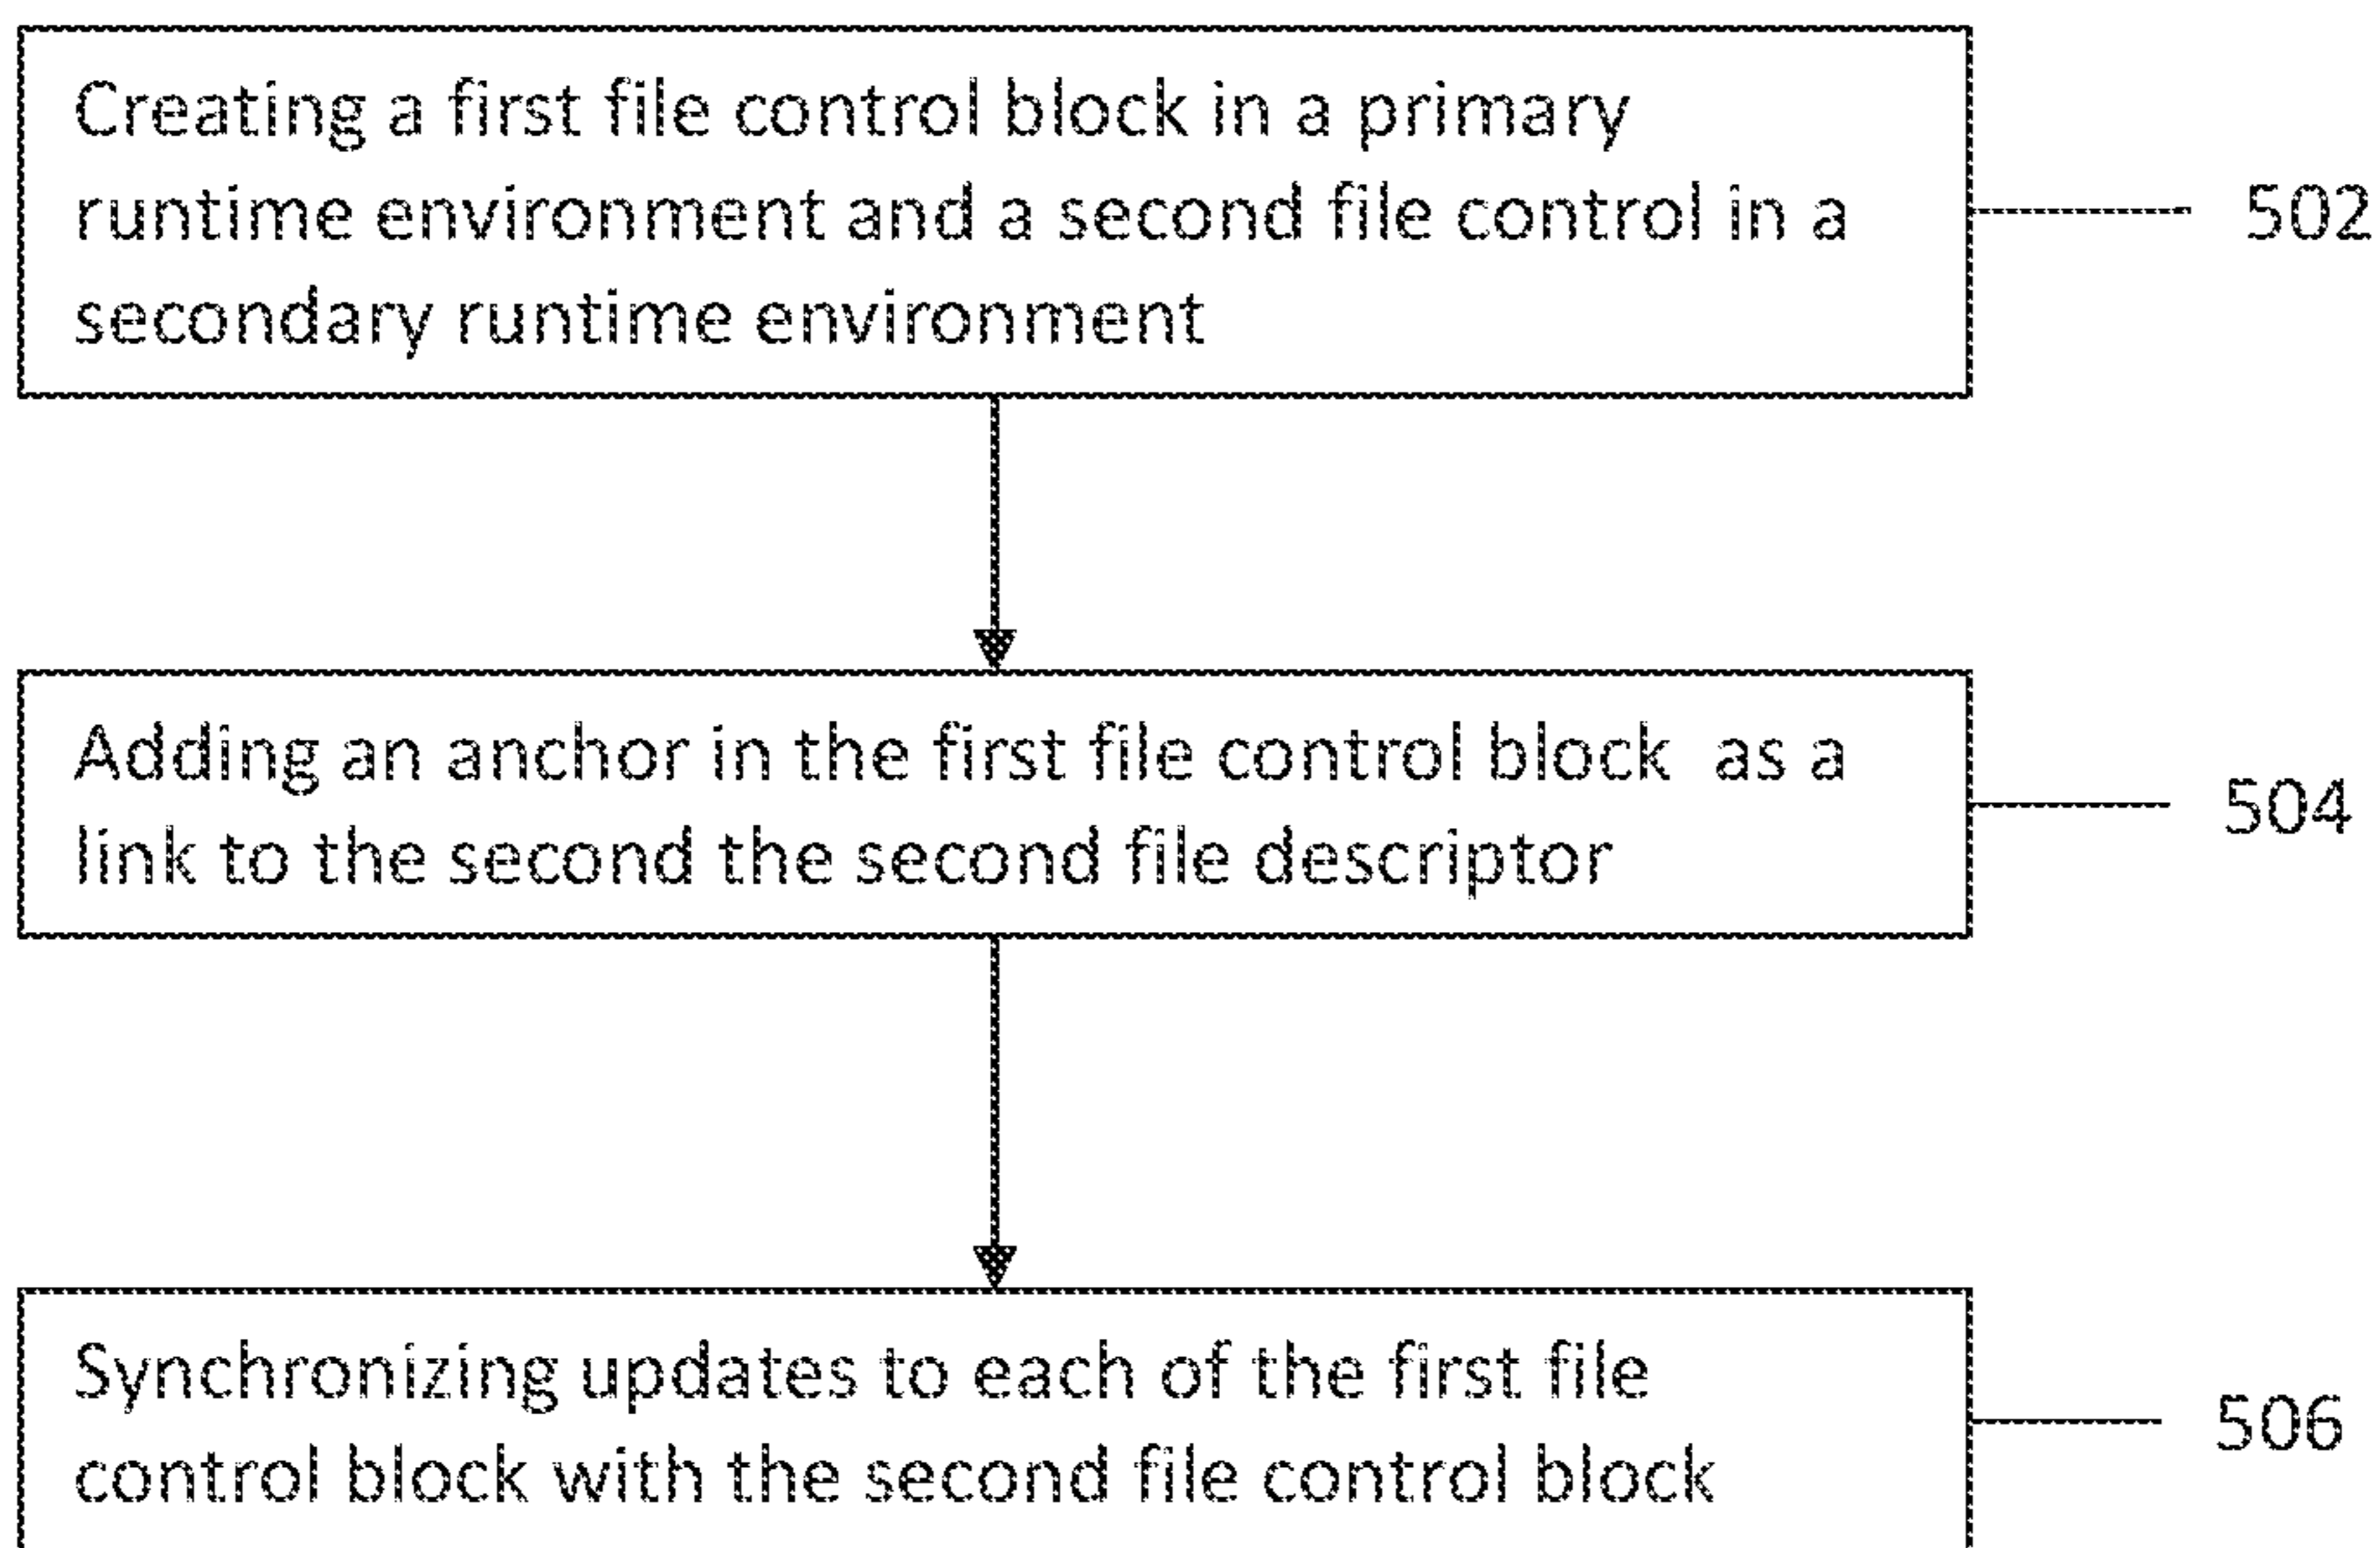 Creating a first file control block in a primary
runtime environment and a second file control in a
secondary runtime environment
502
Adding an anchor in the first file control block as a
link to the second the second file descriptor
504
Synchronizing updates to each of the first file
control block with the second file control block
506